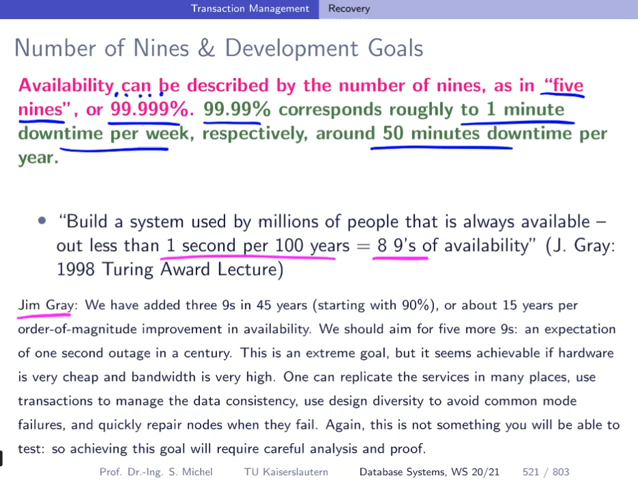 Transaction Management Recovery
Number of Nines & Development Goals
Availability can be described by the number of nines, as in “five
nines”, or 99.999%. 99.99% corresponds roughly to 1 minute
downtime per week, respectively, around 50 minutes downtime per
year.
• “Build a system used by millions of people that is always available –
out less than 1 second per 100 years = 8 9’s of availability” (J. Gray:
1998 Turing Award Lecture)
Jim Gray: We have added three 9s in 45 years (starting with 90%), or about 15 years per
order-of-magnitude improvement in availability. We should aim for five more 9s: an expectation
of one second outage in a century. This is an extreme goal, but it seems achievable if hardware
is very cheap and bandwidth is very high. One can replicate the services in many places, use
transactions to manage the data consistency, use design diversity to avoid common mode
failures, and quickly repair nodes when they fail. Again, this is not something you will be able to
test: so achieving this goal will require careful analysis and proof.
Prof. Dr.-Ing. S. Michel TU Kaiserslautern Database Systems, WS 20/21 521 / 803